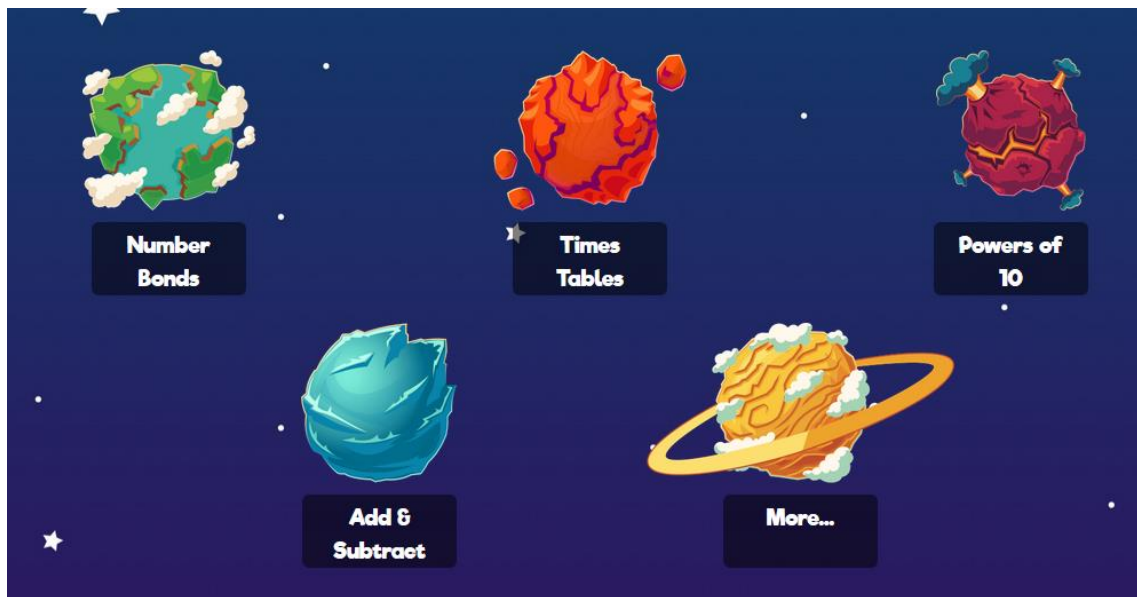 Number
Bonds
Times
Tables
Powers of
10
Add &
Subtract
More...